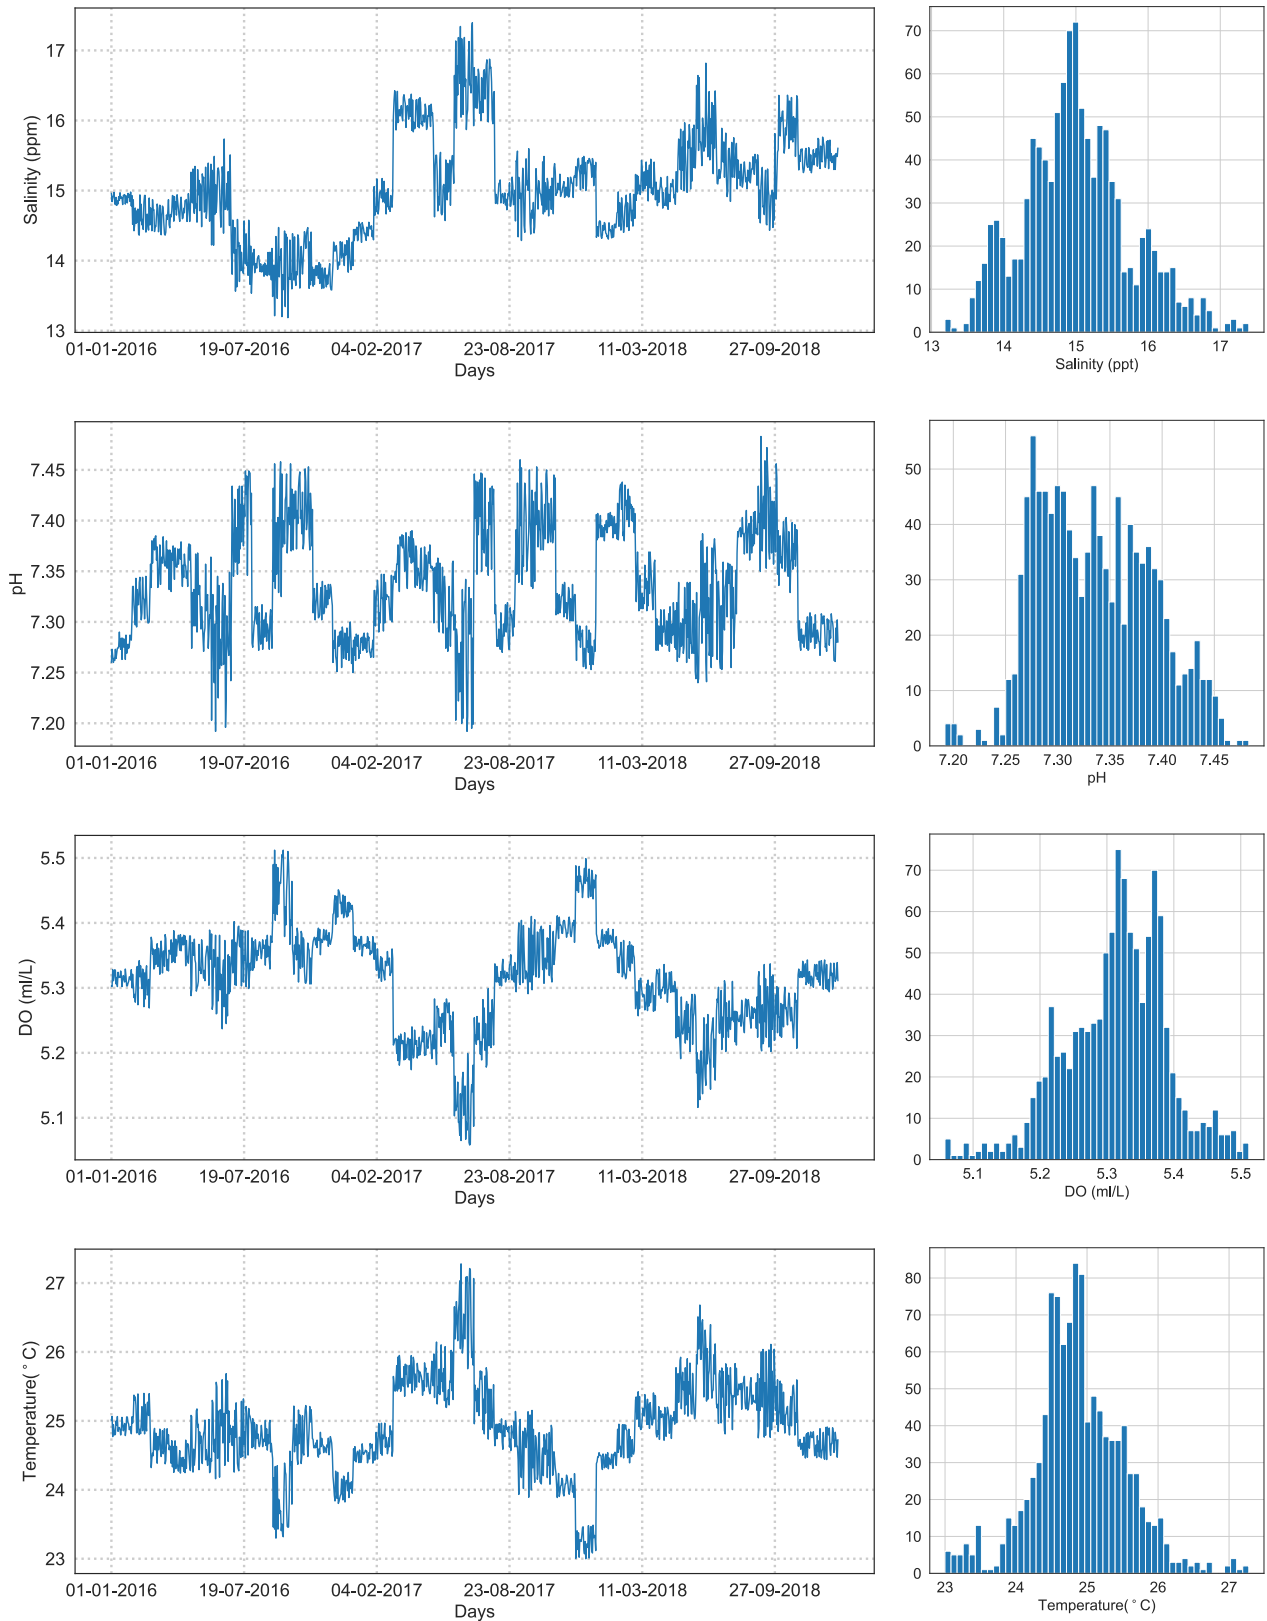 17
16
15
14
13
Salinity (ppm)
01-01-2016 19-07-2016 04-02-2017 23-08-2017 11-03-2018 27-09-2018
Days
70
60
50
40
30
20
10
0
13 14 15 16 17
Salinity (ppt)
7.45
7.40
7.35
7.30
7.25
7.20
pH
01-01-2016 19-07-2016 04-02-2017 23-08-2017 11-03-2018 27-09-2018
Days
50
40
30
20
10
0
7.20 7.25 7.30 7.35 7.40 7.45
pH
5.5
5.4
5.3
5.2
5.1
DO (ml/L)
01-01-2016 19-07-2016 04-02-2017 23-08-2017 11-03-2018 27-09-2018
Days
70
60
50
40
30
20
10
0
5.1 5.2 5.3 5.4 5.5
DO (ml/L)
27
26
25
24
23
Temperature(°C)
01-01-2016 19-07-2016 04-02-2017 23-08-2017 11-03-2018 27-09-2018
Days
80
70
60
50
40
30
20
10
0
23 24 25 26 27
Temperature(°C)